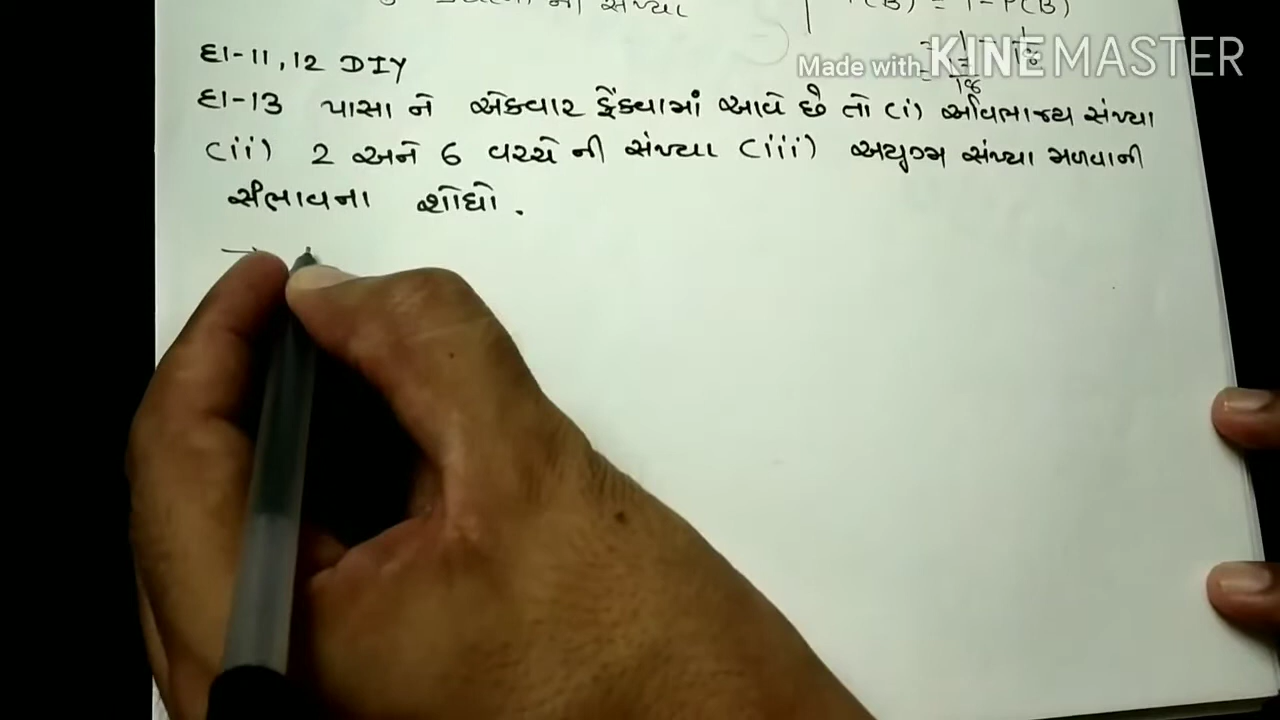 ની સંખ્યા
= 1 - P(B)
Made with KINEMASTER
દા-11,12 DIY
દા-13 પાસા ને એકવાર ફેંકવામાં આવે છે તો (i) અવિભાજ્ય સંખ્યા
(ii) 2 અને 6 વચ્ચે ની સંખ્યા (iii) અયુગ્મ સંખ્યા મળવાની
સંભાવના શોધો .
→